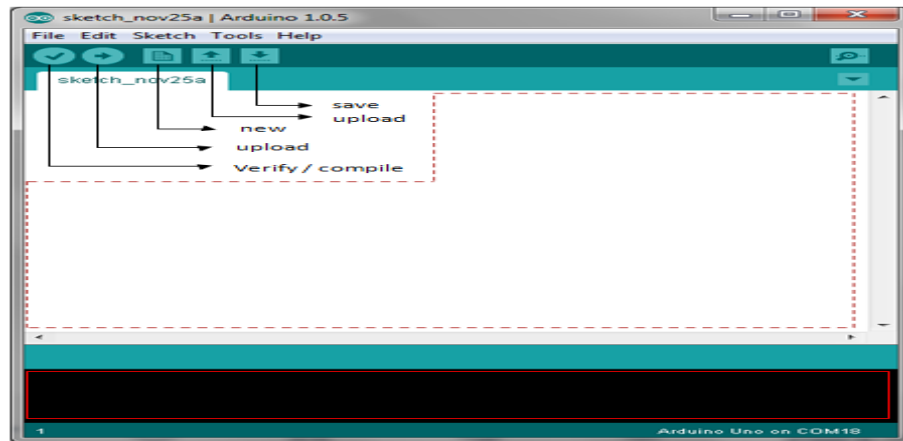 sketch_nov25a | Arduino 1.0.5
File Edit Sketch Tools Help
sketch_nov25a
save
upload
new
upload
Verify / compile
1
Arduino Uno on COM18